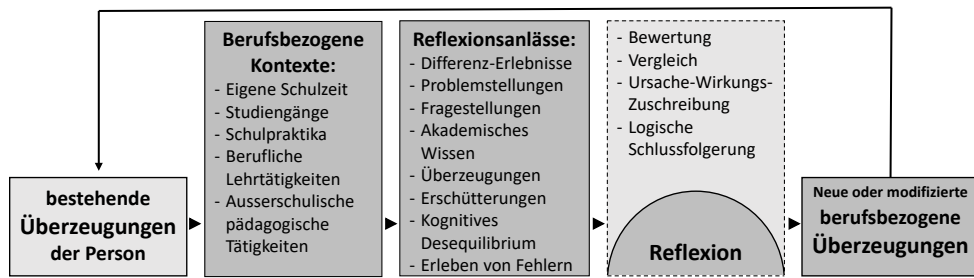 bestehende
Überzeugungen
der Person
Berufsbezogene
Kontexte:
- Eigene Schulzeit
- Studiengänge
- Schulpraktika
- Berufliche
Lehrtätigkeiten
- Ausserschulische
pädagogische
Tätigkeiten
Reflexionsanlässe:
- Differenz-Erlebnisse
- Problemstellungen
- Fragestellungen
- Akademisches
Wissen
- Überzeugungen
- Erschütterungen
- Kognitives
Desequilibrium
- Erleben von Fehlern
- Bewertung
- Vergleich
- Ursache-Wirkungs-
Zuschreibung
- Logische
Schlussfolgerung
Reflexion
Neue oder modifizierte
berufsbezogene
Überzeugungen